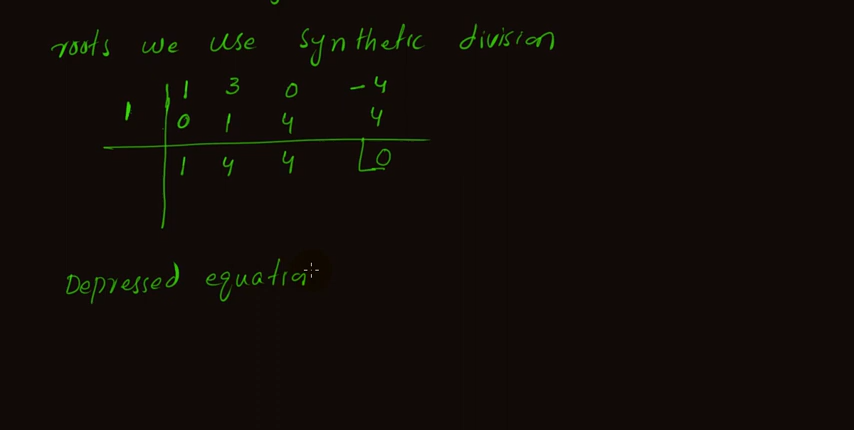 roots we use synthetic division
1 3 0 -4
1 0 1 4 4
1 4 4 0
Depressed equation